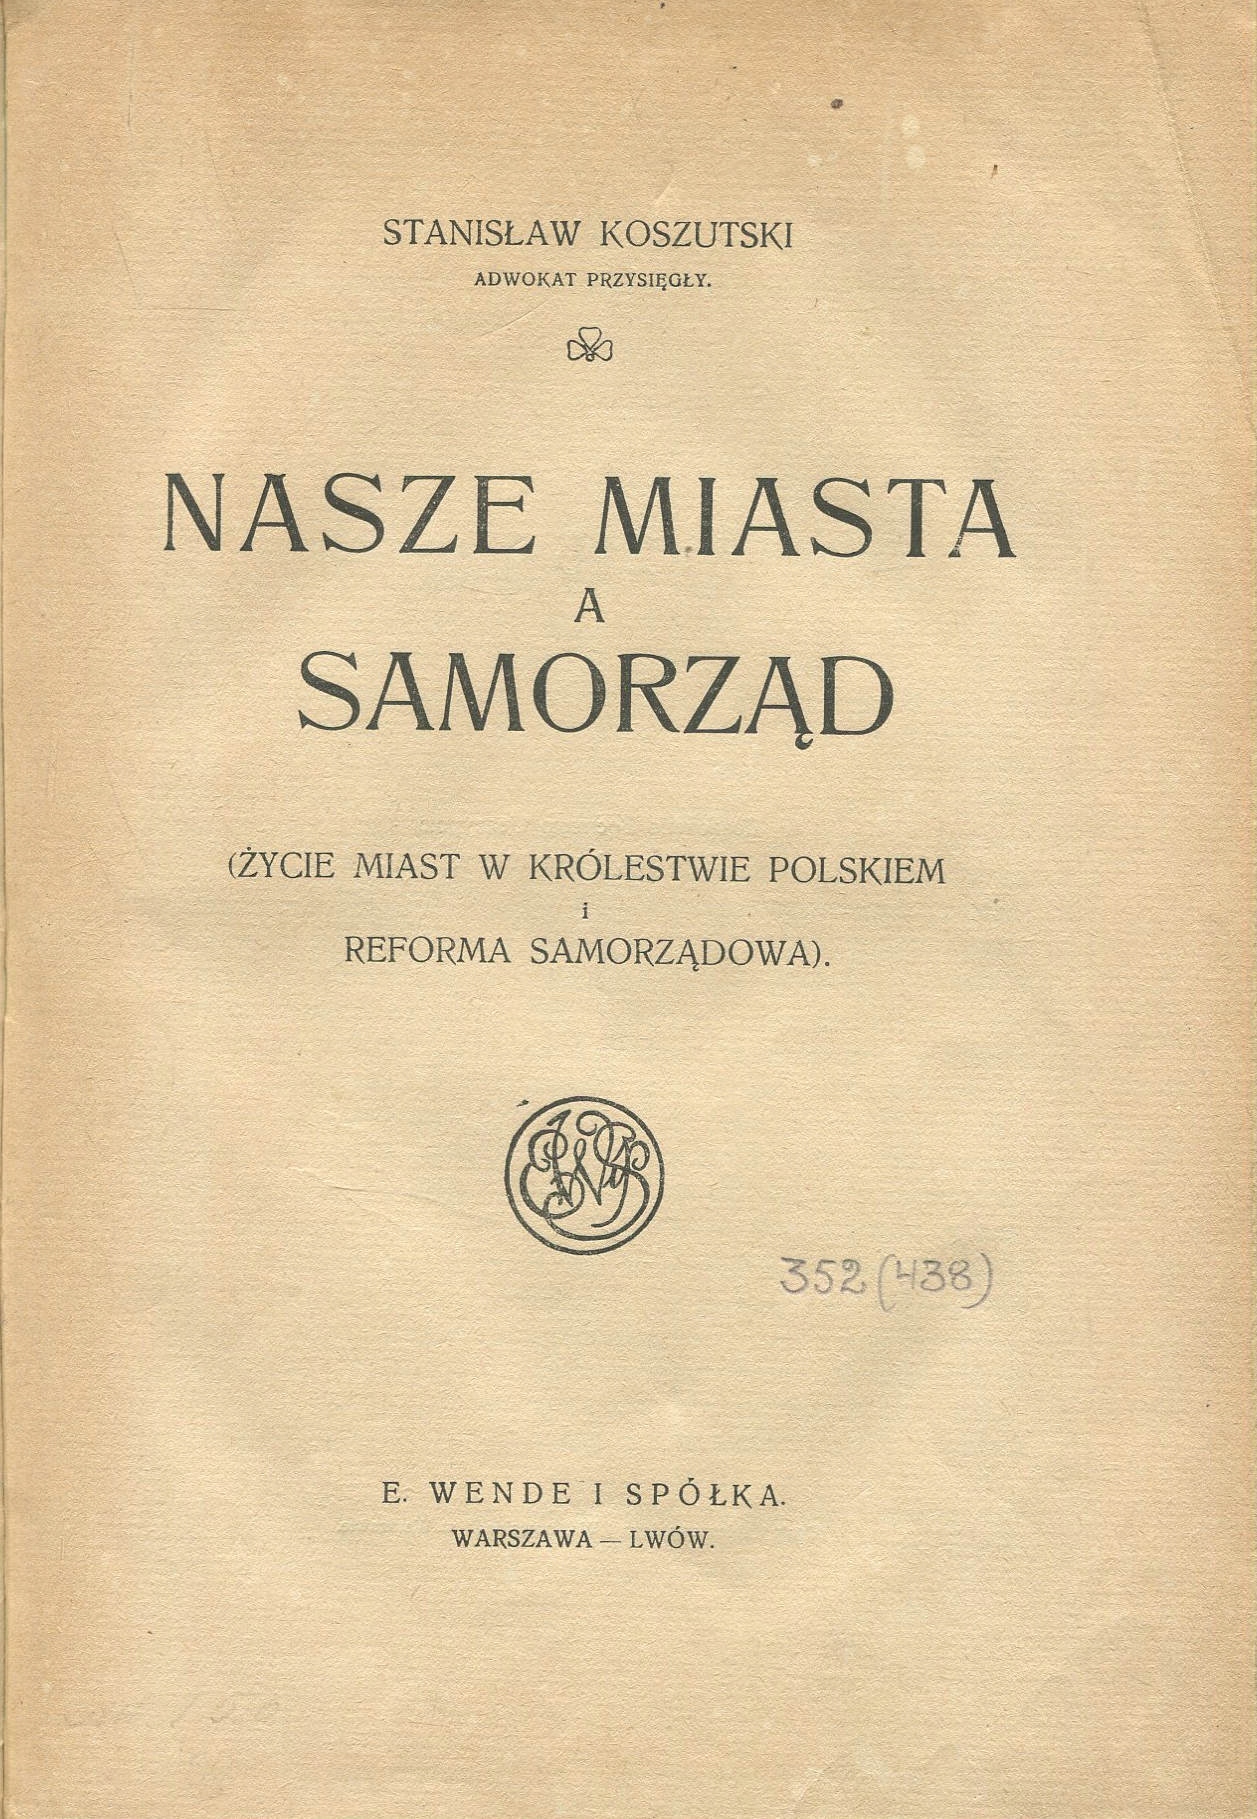 STANISŁAW KOSZUTSKI
ADWOKAT PRZYSIĘGŁY.
NASZE MIASTA
A
SAMORZĄD
(ŻYCIE MIAST W KRÓLESTWIE POLSKIEM
i
REFORMA SAMORZĄDOWA).
352 (438)
E. WENDE I SPÓŁKA.
WARSZAWA — LWÓW.